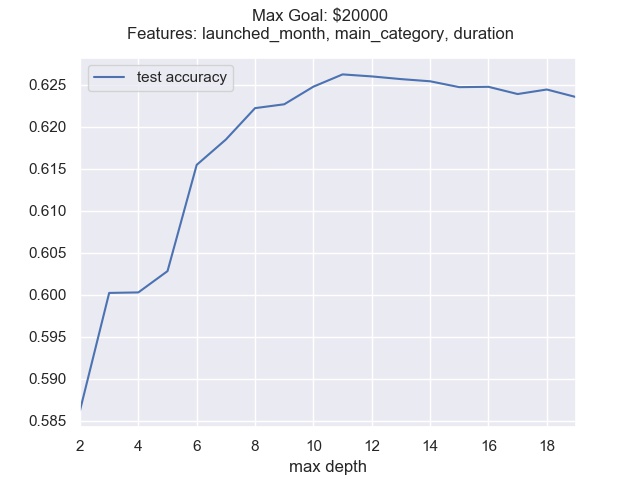 Max Goal: $20000
Features: launched_month, main_category, duration
test accuracy
0.625
0.620
0.615
0.610
0.605
0.600
0.595
0.590
0.585
2 4 6 8 10 12 14 16 18
max depth